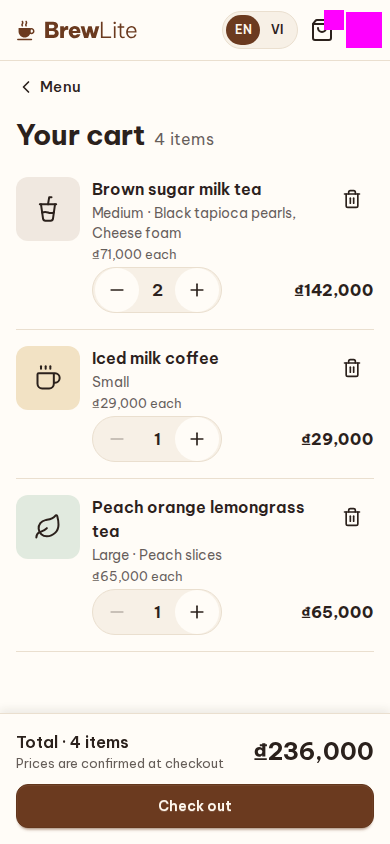 BrewLite
EN
VI
Menu
Your cart 4 items
Brown sugar milk tea
Medium · Black tapioca pearls,
Cheese foam
₫71,000 each
2
₫142,000
Iced milk coffee
Small
₫29,000 each
1
₫29,000
Peach orange lemongrass
tea
Large · Peach slices
₫65,000 each
1
₫65,000
Total · 4 items
₫236,000
Prices are confirmed at checkout
Check out